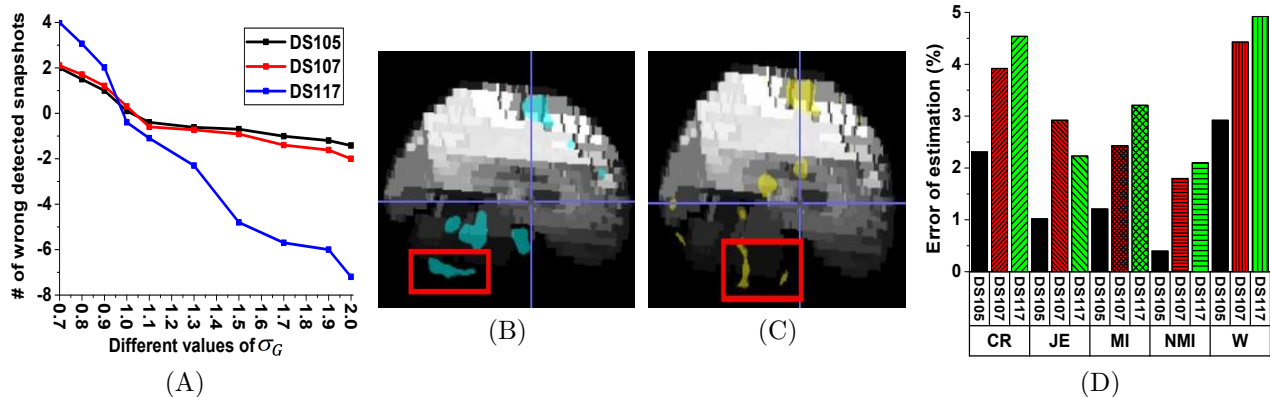 # of wrong detected snapshots
4
2
0
-2
-4
-6
-8
DS105
DS107
DS117
0.7
0.8
0.9
1.0
1.1
1.2
1.3
1.4
1.5
1.6
1.7
1.8
1.9
2.0
Different values of σ_G
(A)
(B)
(C)
Error of estimation (%)
5
4
3
2
1
0
DS105 DS107 DS117 DS105 DS107 DS117 DS105 DS107 DS117 DS105 DS107 DS117 DS105 DS107 DS117
CR JE MI NMI W
(D)